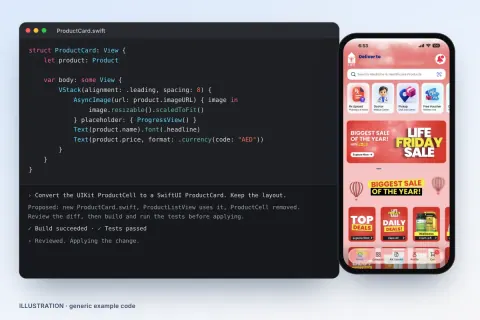 ProductCard.swift
struct ProductCard: View {
let product: Product
var body: some View {
VStack(alignment: .leading, spacing: 8) {
AsyncImage(url: product.imageURL) { image in
image.resizable().scaledToFit()
} placeholder: { ProgressView() }
Text(product.name).font(.headline)
Text(product.price, format: .currency(code: "AED"))
}
}
}
› Convert the UIKit ProductCell to a SwiftUI ProductCard. Keep the layout.
Proposed: new ProductCard.swift, ProductListView uses it, ProductCell removed.
Review the diff, then build and run the tests before applying.
✓ Build succeeded · ✓ Tests passed
› Reviewed. Applying the change.
Deliver to
BIGGEST SALE
OF THE YEAR!
LIFE
FRIDAY
SALE
BIGGEST SALE
OF THE YEAR!
TOP
DEALS
DAILY
DEALS!
ILLUSTRATION · generic example code